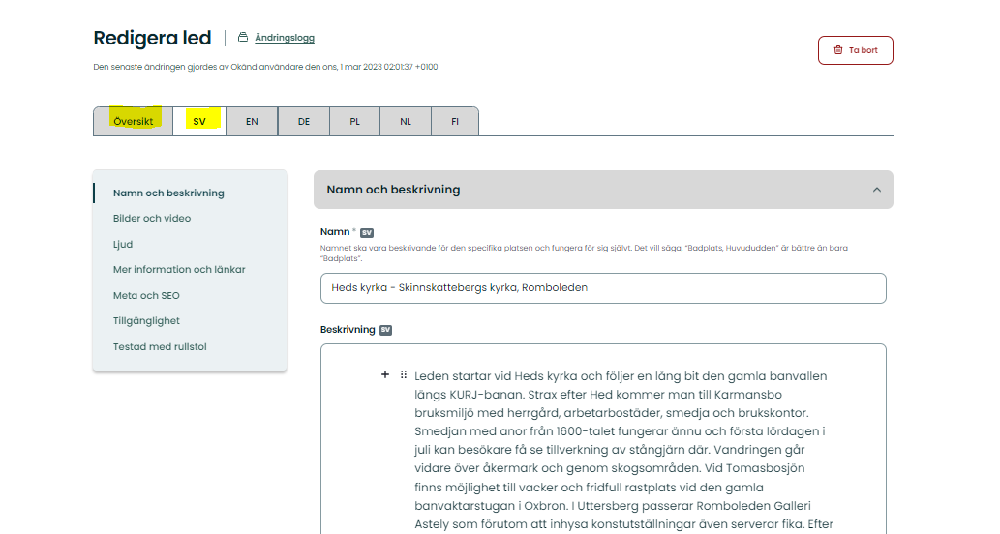 Redigera led
Ändringslogg
Ta bort
Den senaste ändringen gjordes av Okänd användare den ons, 1 mar 2023 02:01:37 +0100
Översikt SV EN DE PL NL FI
Namn och beskrivning
Bilder och video
Ljud
Mer information och länkar
Meta och SEO
Tillgänglighet
Testad med rullstol
Namn och beskrivning
Namn * SV
Namnet ska vara beskrivande för den specifika platsen och fungera för sig självt. Det vill säga, "Badplats, Huvududden" är bättre än bara
"Badplats".
Heds kyrka - Skinnskattebergs kyrka, Romboleden
Beskrivning SV
Leden startar vid Heds kyrka och följer en lång bit den gamla banvallen
längs KURJ-banan. Strax efter Hed kommer man till Karmansbo
bruksmiljö med herrgård, arbetarbostäder, smedja och brukskontor.
Smedjan med anor från 1600-talet fungerar ännu och första lördagen i
juli kan besökare få se tillverkning av stångjärn där. Vandringen går
vidare över åkermark och genom skogsområden. Vid Tomasbosjön
finns möjlighet till vacker och fridfull rastplats vid den gamla
banvaktarstugan i Oxbron. I Uttersberg passerar Romboleden Galleri
Astely som förutom att inhysa konstutställningar även serverar fika. Efter